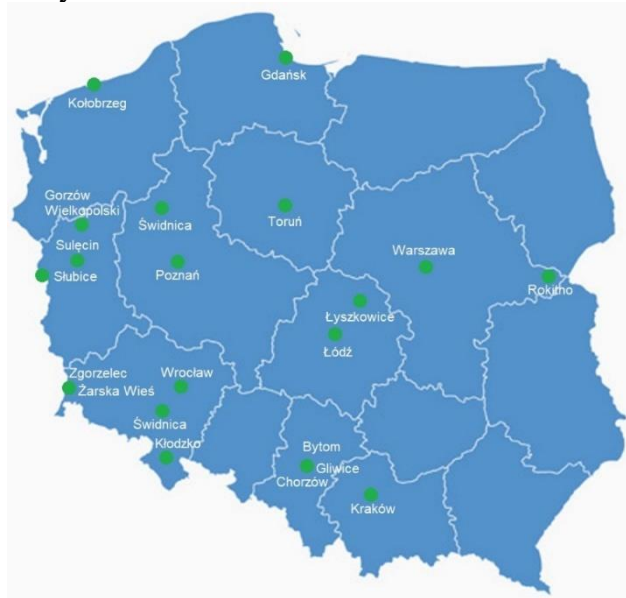 Gdańsk
Kołobrzeg
Gorzów
Wielkopolski
Świdnica
Toruń
Sulęcin
Warszawa
Słubice
Poznań
Rokitno
Łyszkowice
Łódź
Zgorzelec
Wrocław
Żarska Wieś
Świdnica
Kłodzko
Bytom
Gliwice
Chorzów
Kraków